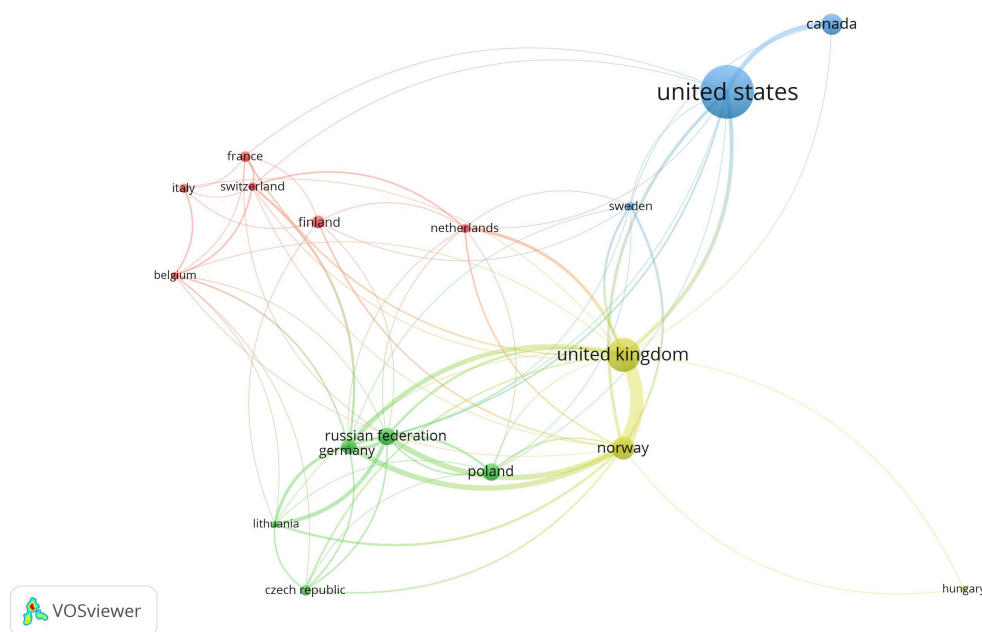 canada
united states
france
switzerland
italy
finland
sweden
netherlands
belgium
united kingdom
russian federation
germany
norway
poland
lithuania
czech republic
hungary
VOSviewer